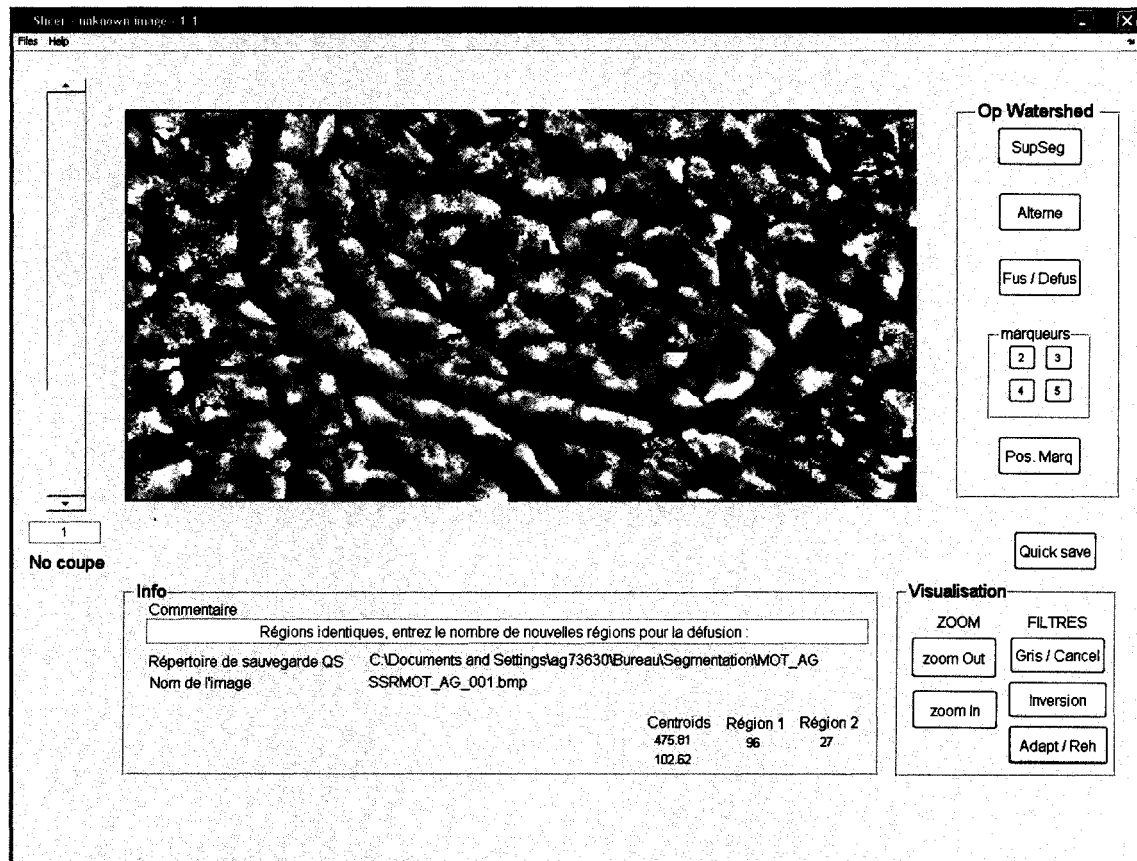 Slicer - unknown image - 1 1
Files Help
Op Watershed
SupSeg
Alterne
Fus / Defus
marqueurs
2 3
4 5
Pos. Marq
1
No coupe
Quick save
Info
Commentaire
Régions identiques, entrez le nombre de nouvelles régions pour la défusion :
Répertoire de sauvegarde QS C:\Documents and Settings\ag73630\Bureau\Segmentation\MOT_AG
Nom de l'image SSRMOT_AG_001.bmp
Centroids Région 1 Région 2
475.81 96 27
102.62
Visualisation
ZOOM FILTRES
zoom Out Gris / Cancel
zoom In Inversion
Adapt / Reh